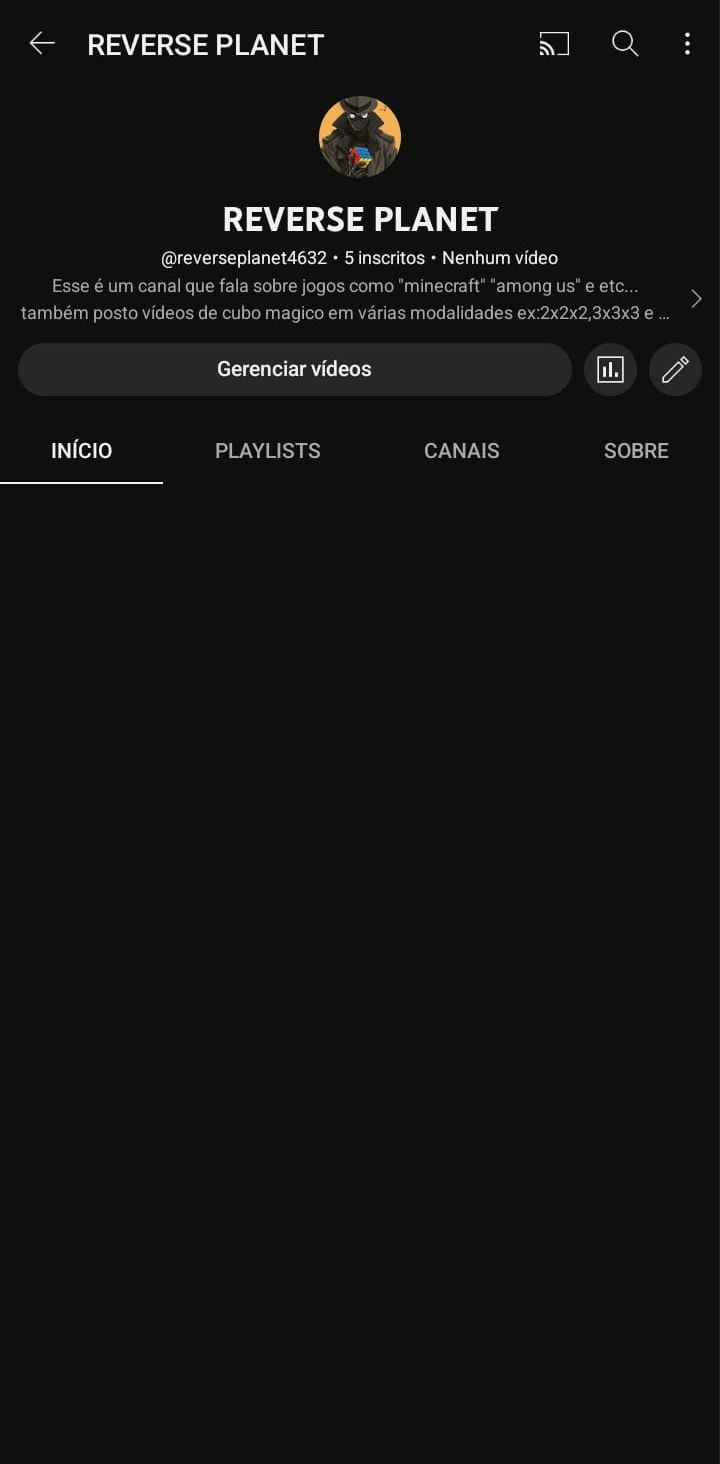 REVERSE PLANET
REVERSE PLANET
@reverseplanet4632 • 5 inscritos • Nenhum vídeo
Esse é um canal que fala sobre jogos como "minecraft" "among us" e etc...
também posto vídeos de cubo magico em várias modalidades ex:2x2x2,3x3x3 e ...
Gerenciar vídeos
INÍCIO PLAYLISTS CANAIS SOBRE